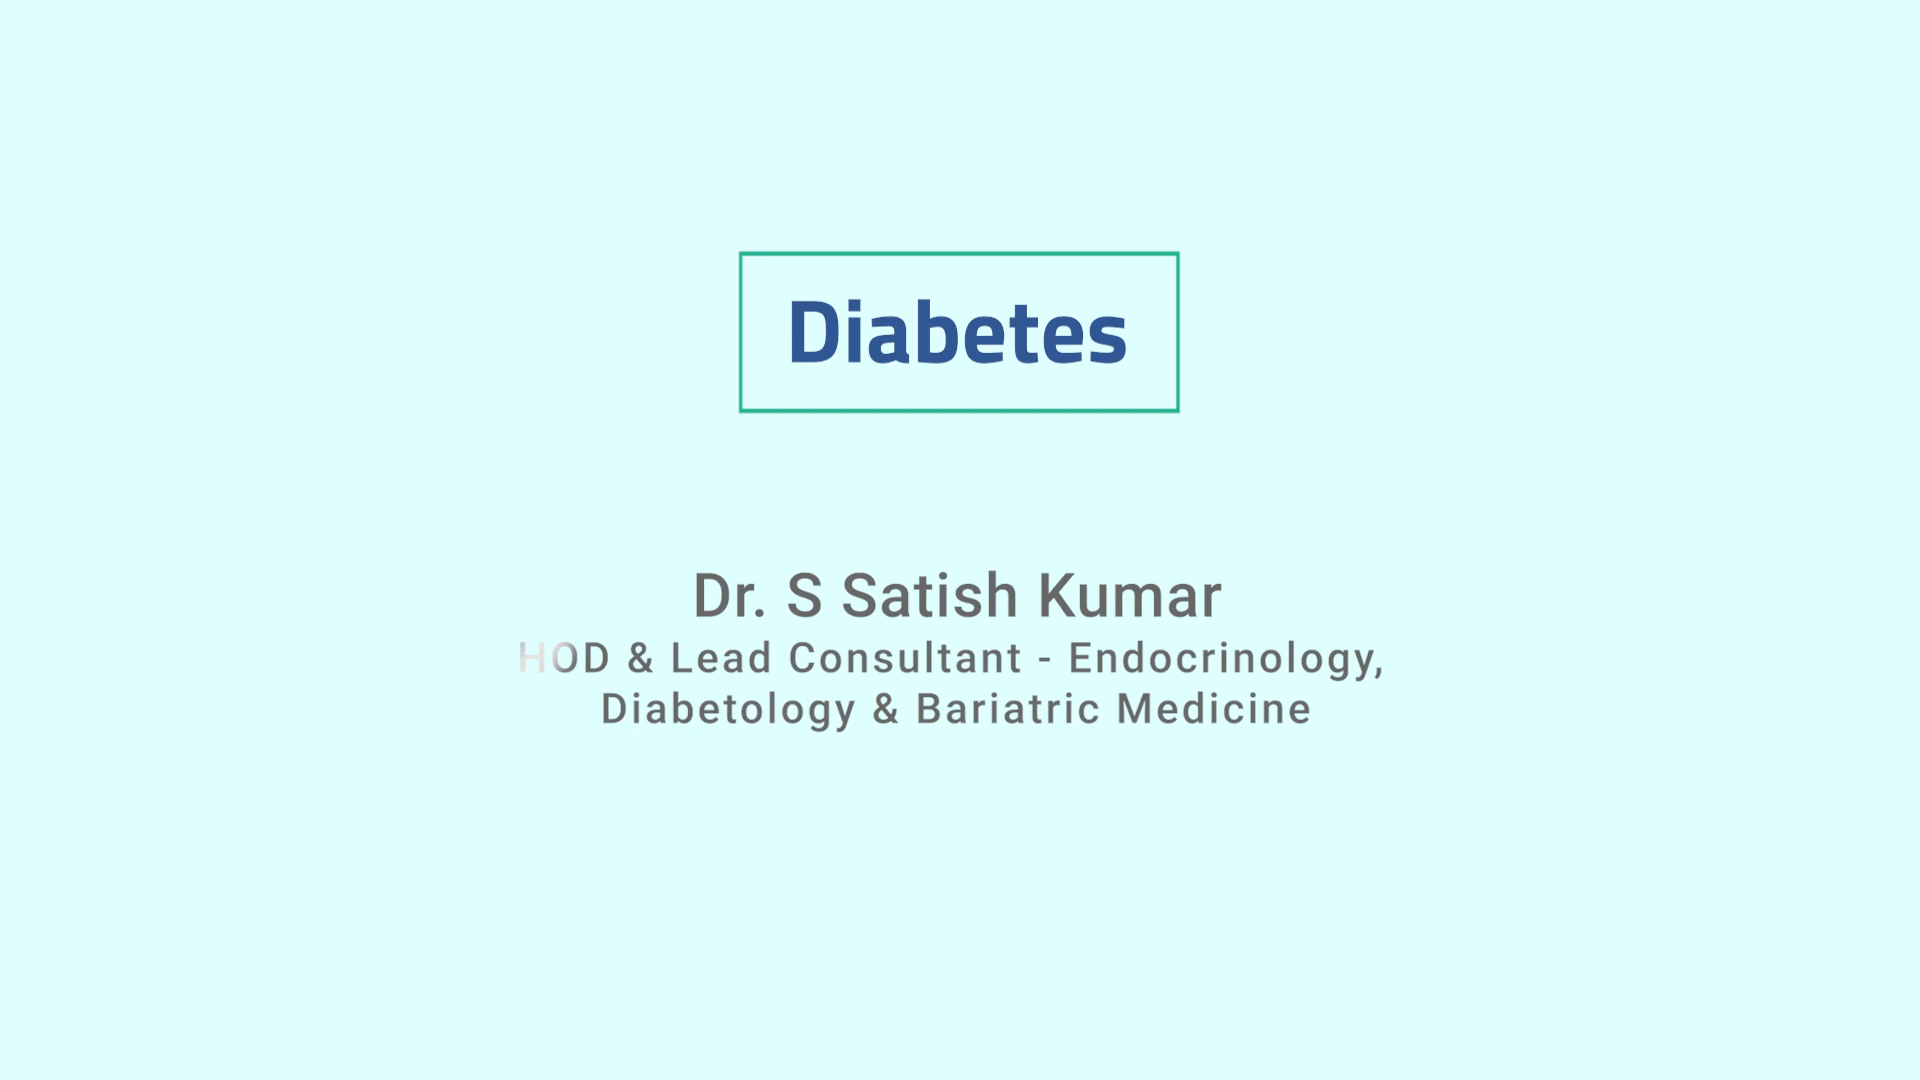 Diabetes
Dr. S Satish Kumar
HOD & Lead Consultant - Endocrinology,
Diabetology & Bariatric Medicine